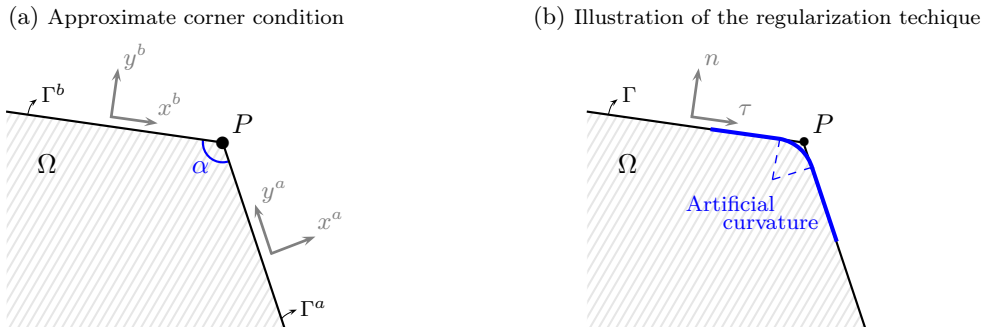 (a) Approximate corner condition
y^b
Γ^b
x^b
P
Ω
α
y^a
x^a
Γ^a
(b) Illustration of the regularization techique
n
Γ
τ
P
Ω
Artificial
curvature